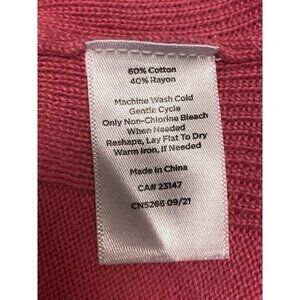 60% Cotton
40% Rayon
Machine Wash Cold
Gentle Cycle
Only Non-Chlorine Bleach
When Needed
Reshape, Lay Flat To Dry
Warm Iron, If Needed
Made in China
CA# 23147
CNS266 09/21